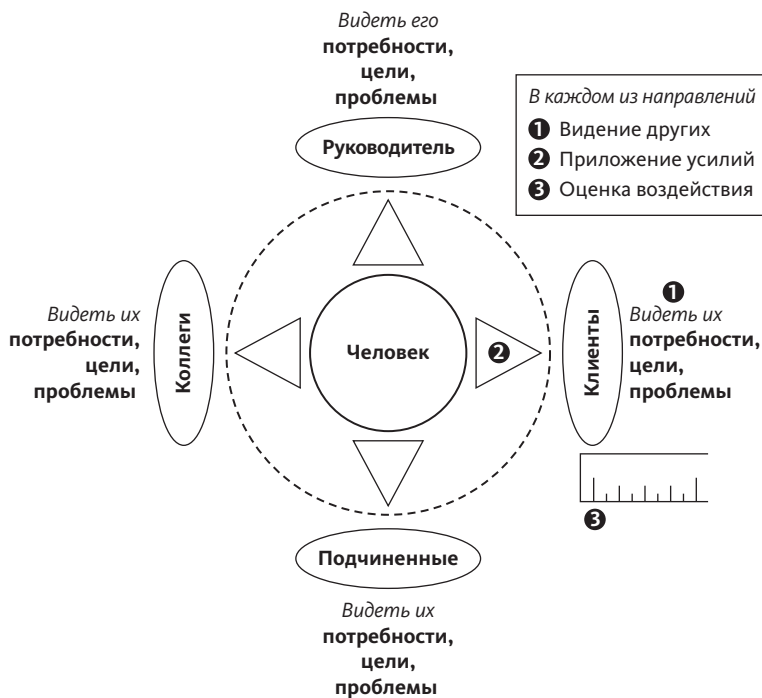 Видеть его
потребности,
цели,
проблемы
Руководитель
В каждом из направлений
1 Видение других
2 Приложение усилий
3 Оценка воздействия
Видеть их
потребности,
цели,
проблемы
Коллеги
Человек
2
Клиенты
1
Видеть их
потребности,
цели,
проблемы
3
Подчиненные
Видеть их
потребности,
цели,
проблемы